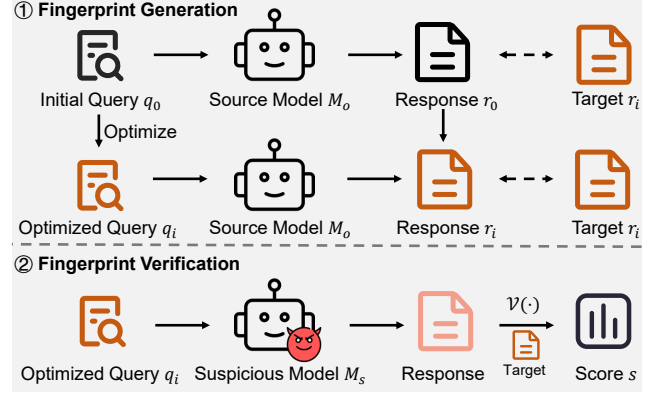 ① Fingerprint Generation
Initial Query q₀ Source Model Mₒ Response r₀ Target rᵢ
Optimize
Optimized Query qᵢ Source Model Mₒ Response rᵢ Target rᵢ
② Fingerprint Verification
𝒱(·)
Target
Optimized Query qᵢ Suspicious Model Mₛ Response Score s